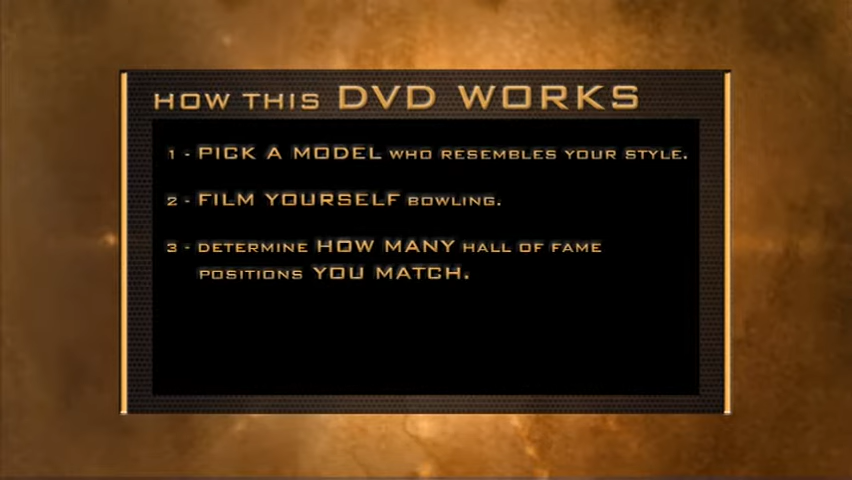 HOW THIS DVD WORKS
1 - PICK A MODEL WHO RESEMBLES YOUR STYLE.
2 - FILM YOURSELF BOWLING.
3 - DETERMINE HOW MANY HALL OF FAME
POSITIONS YOU MATCH.